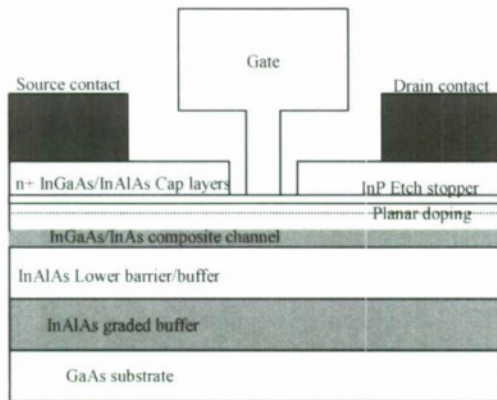 Gate
Source contact
Drain contact
n+ InGaAs/InAlAs Cap layers
InP Etch stopper
Planar doping
InGaAs/InAs composite channel
InAlAs Lower barrier/buffer
InAlAs graded buffer
GaAs substrate